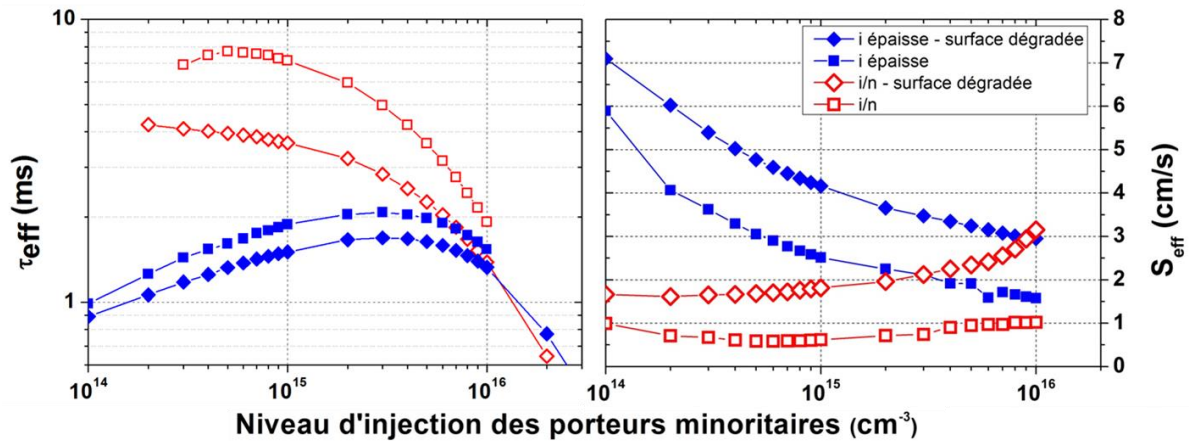 10
1
τeff (ms)
10^14
10^15
10^16
i épaisse - surface dégradée
i épaisse
i/n - surface dégradée
i/n
8
7
6
5
4
3
2
1
0
S_eff (cm/s)
10^14
10^15
10^16
Niveau d'injection des porteurs minoritaires (cm^-3)